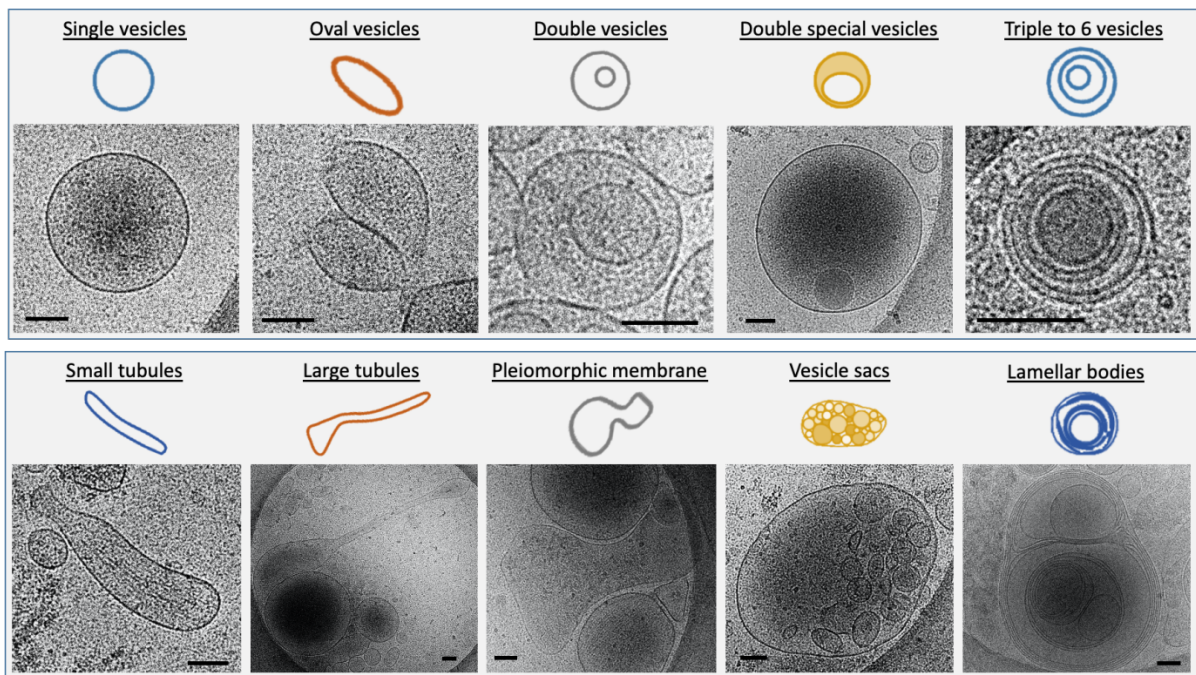 Single vesicles
Oval vesicles
Double vesicles
Double special vesicles
Triple to 6 vesicles
Small tubules
Large tubules
Pleiomorphic membrane
Vesicle sacs
Lamellar bodies